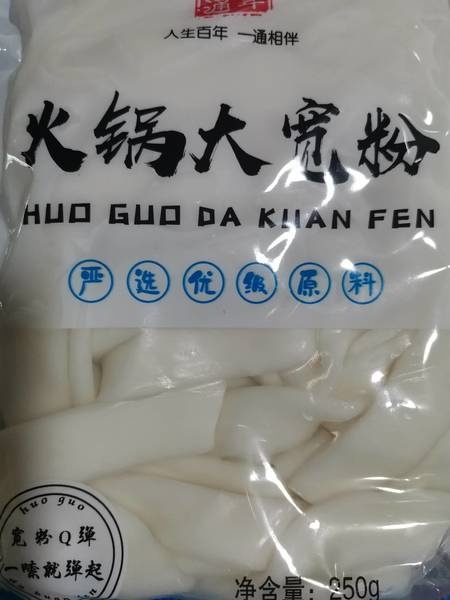 人生百年 一通相伴
火锅大宽粉
HUO GUO DA KUAN FEN
严选优级原料
huo guo
宽粉Q弹
一嗦就弹起
净含量：250g